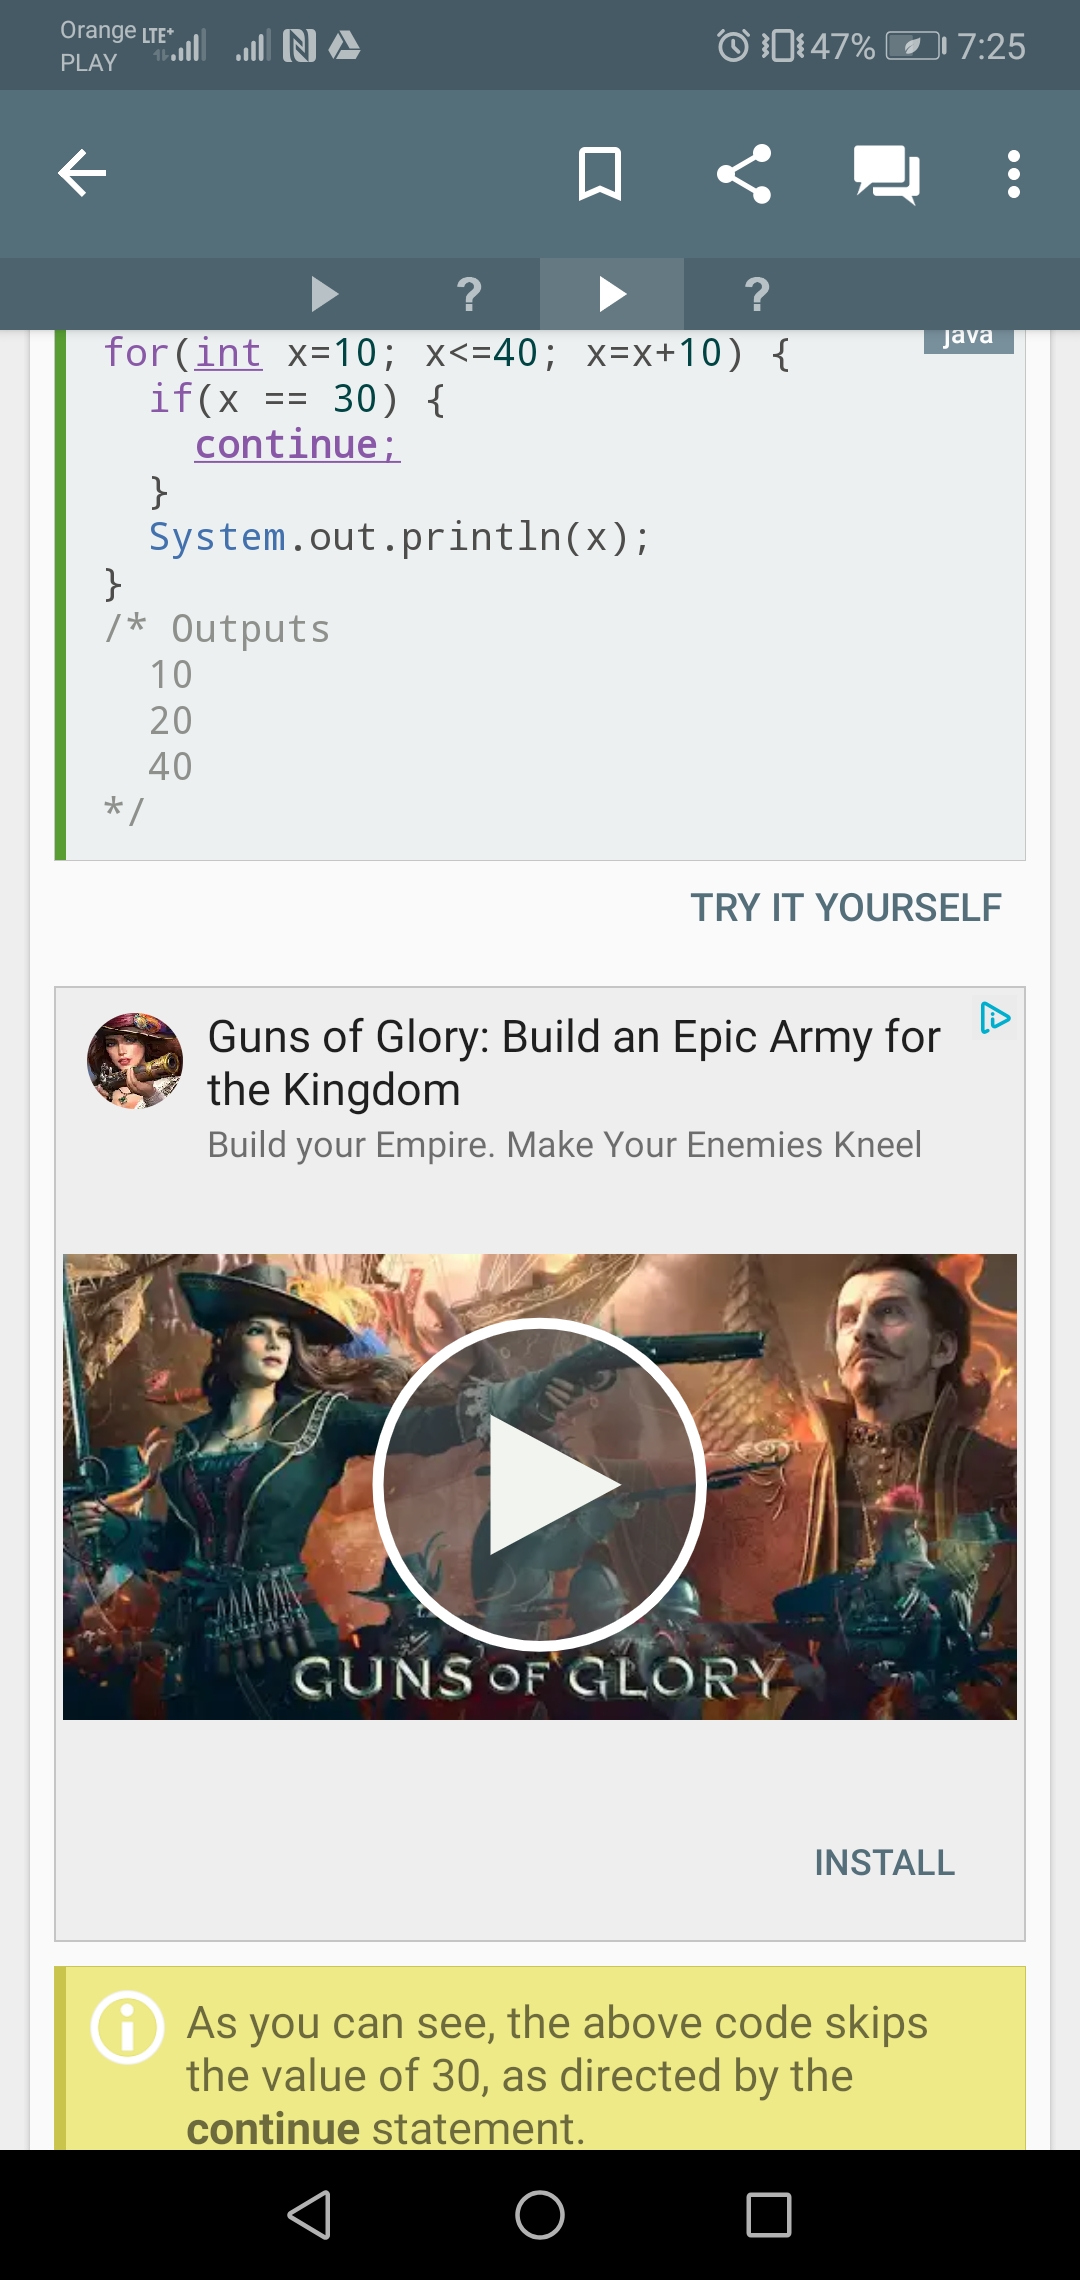 Orange LTE+
PLAY
47% 7:25
? ?
java
for(int x=10; x<=40; x=x+10) {
if(x == 30) {
continue;
}
System.out.println(x);
}
/* Outputs
10
20
40
*/
TRY IT YOURSELF
Guns of Glory: Build an Epic Army for
the Kingdom
Build your Empire. Make Your Enemies Kneel
GUNS OF GLORY
INSTALL
As you can see, the above code skips
the value of 30, as directed by the
continue statement.